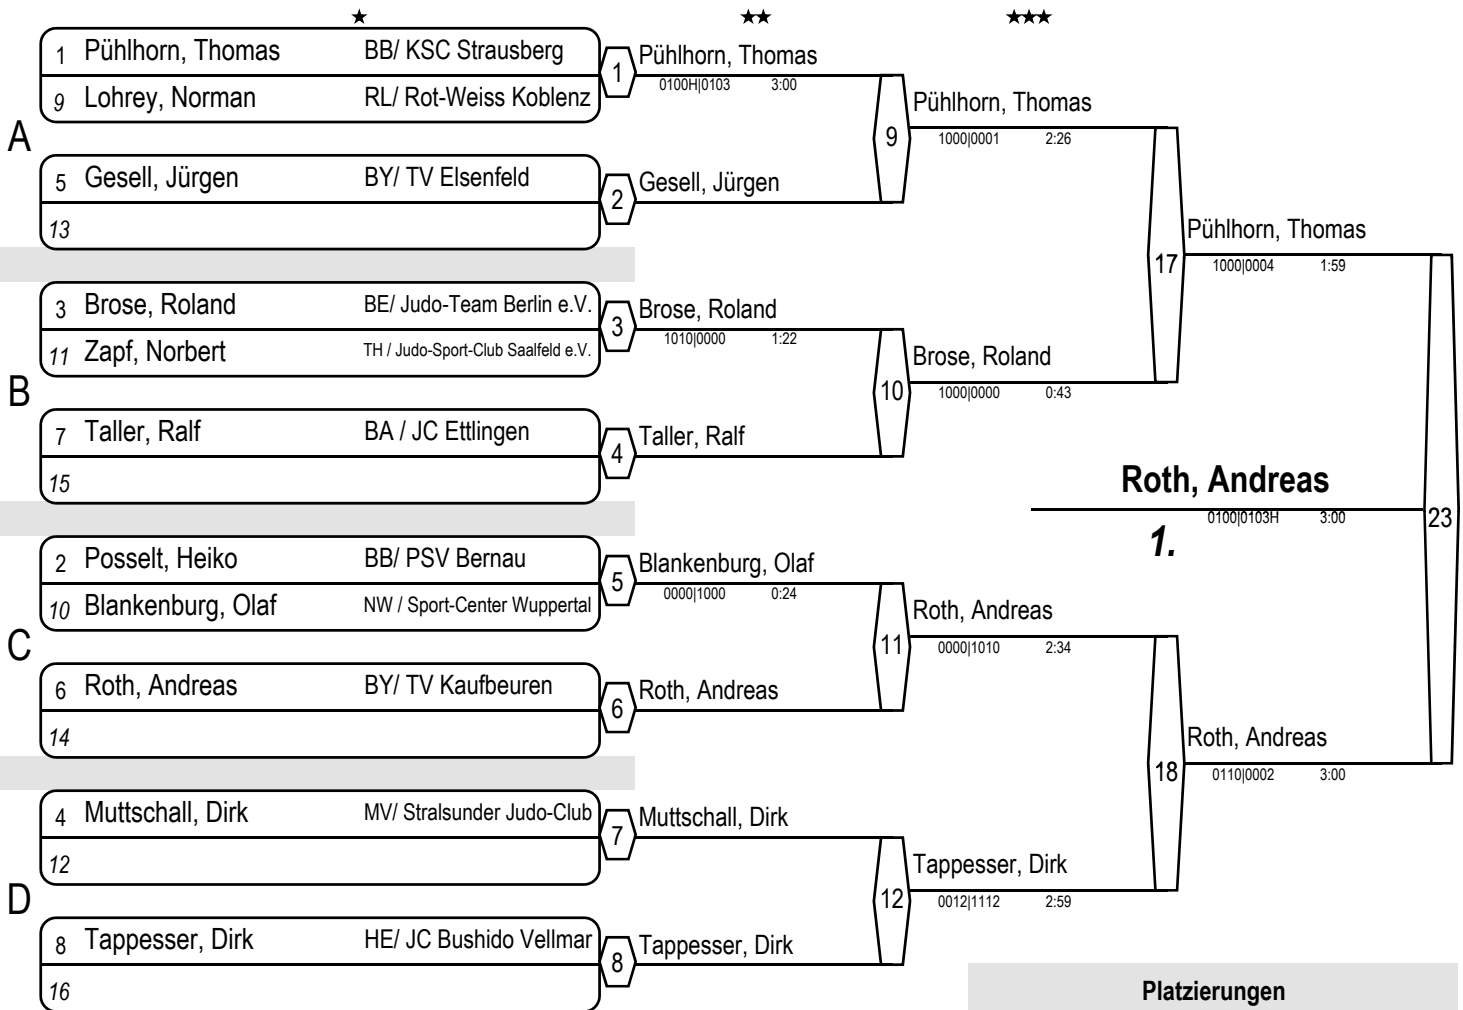 ★ ★★ ★★★
A
1 Pühlhorn, Thomas BB/ KSC Strausberg
9 Lohrey, Norman RL/ Rot-Weiss Koblenz
5 Gesell, Jürgen BY/ TV Elsenfeld
13
B
3 Brose, Roland BE/ Judo-Team Berlin e.V.
11 Zapf, Norbert TH / Judo-Sport-Club Saalfeld e.V.
7 Taller, Ralf BA / JC Ettlingen
15
C
2 Posselt, Heiko BB/ PSV Bernau
10 Blankenburg, Olaf NW / Sport-Center Wuppertal
6 Roth, Andreas BY/ TV Kaufbeuren
14
D
4 Muttschall, Dirk MV/ Stralsunder Judo-Club
12
8 Tappesser, Dirk HE/ JC Bushido Vellmar
16
1 Pühlhorn, Thomas
0100H|0103 3:00
2 Gesell, Jürgen
3 Brose, Roland
1010|0000 1:22
4 Taller, Ralf
5 Blankenburg, Olaf
0000|1000 0:24
6 Roth, Andreas
7 Muttschall, Dirk
8 Tappesser, Dirk
9 Pühlhorn, Thomas
1000|0001 2:26
10 Brose, Roland
1000|0000 0:43
11 Roth, Andreas
0000|1010 2:34
12 Tappesser, Dirk
0012|1112 2:59
17 Pühlhorn, Thomas
1000|0004 1:59
18 Roth, Andreas
0110|0002 3:00
23 Roth, Andreas
0100|0103H 3:00
1.
Platzierungen